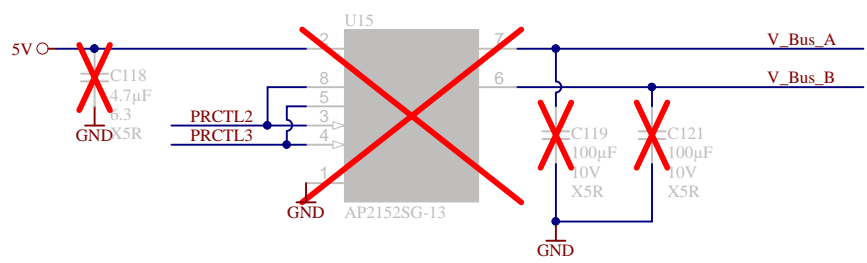 U15
5V
2
7
V_Bus_A
C118
4.7µF
6.3
X5R
GND
8
6
V_Bus_B
5
PRCTL2
3
PRCTL3
4
1
GND
AP2152SG-13
C119
100µF
10V
X5R
C121
100µF
10V
X5R
GND